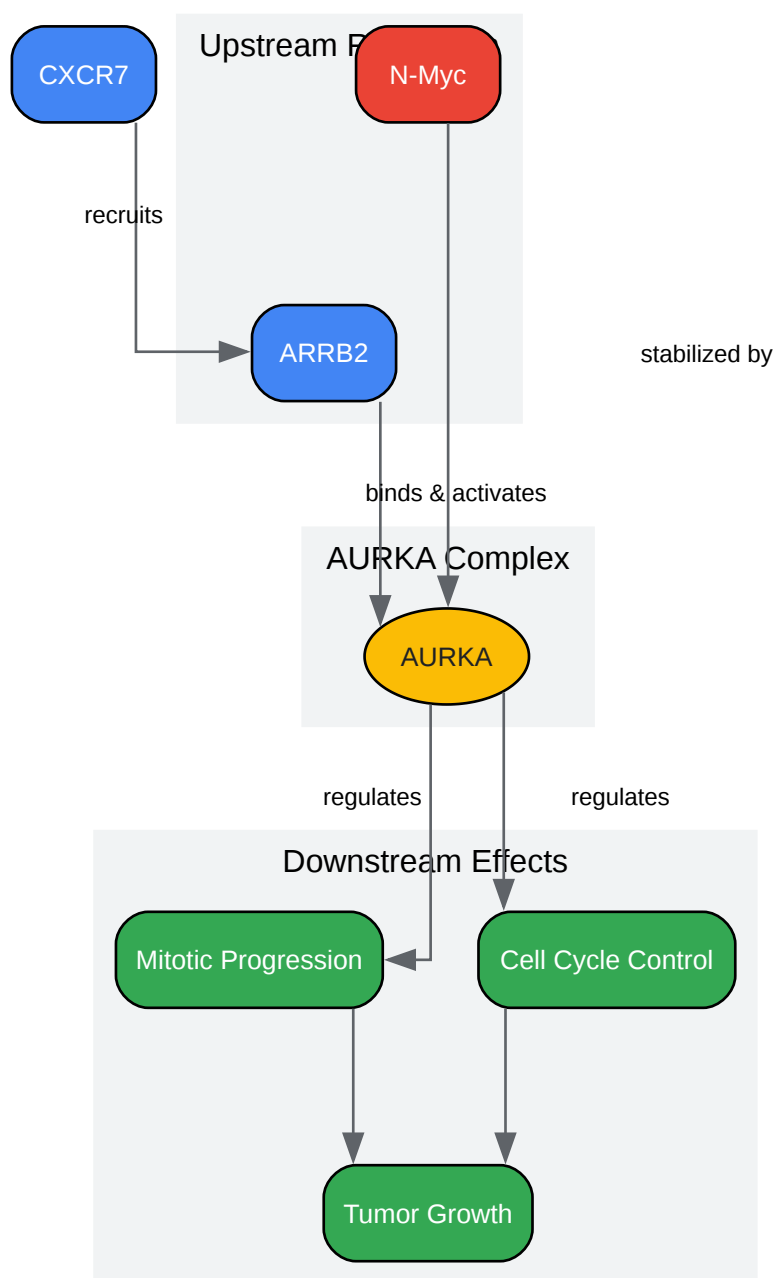 Upstream
CXCR7
N-Myc
recruits
ARRB2
stabilized by
binds & activates
AURKA Complex
AURKA
regulates
regulates
Downstream Effects
Mitotic Progression
Cell Cycle Control
Tumor Growth